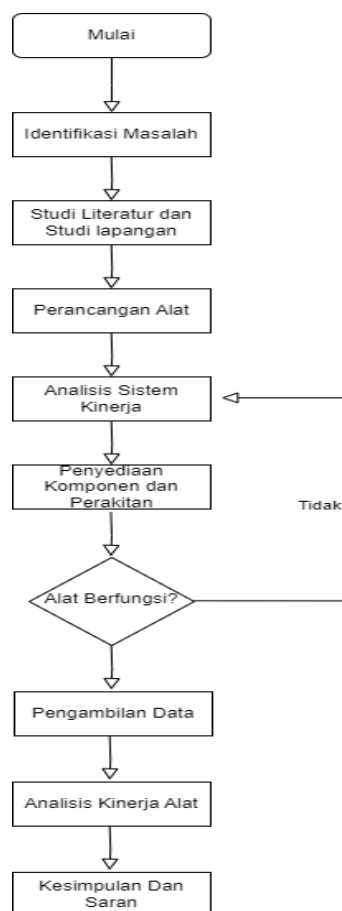 Mulai
Identifikasi Masalah
Studi Literatur dan
Studi lapangan
Perancangan Alat
Analisis Sistem
Kinerja
Penyediaan
Komponen dan
Perakitan
Tidak
Alat Berfungsi?
Pengambilan Data
Analisis Kinerja Alat
Kesimpulan Dan
Saran